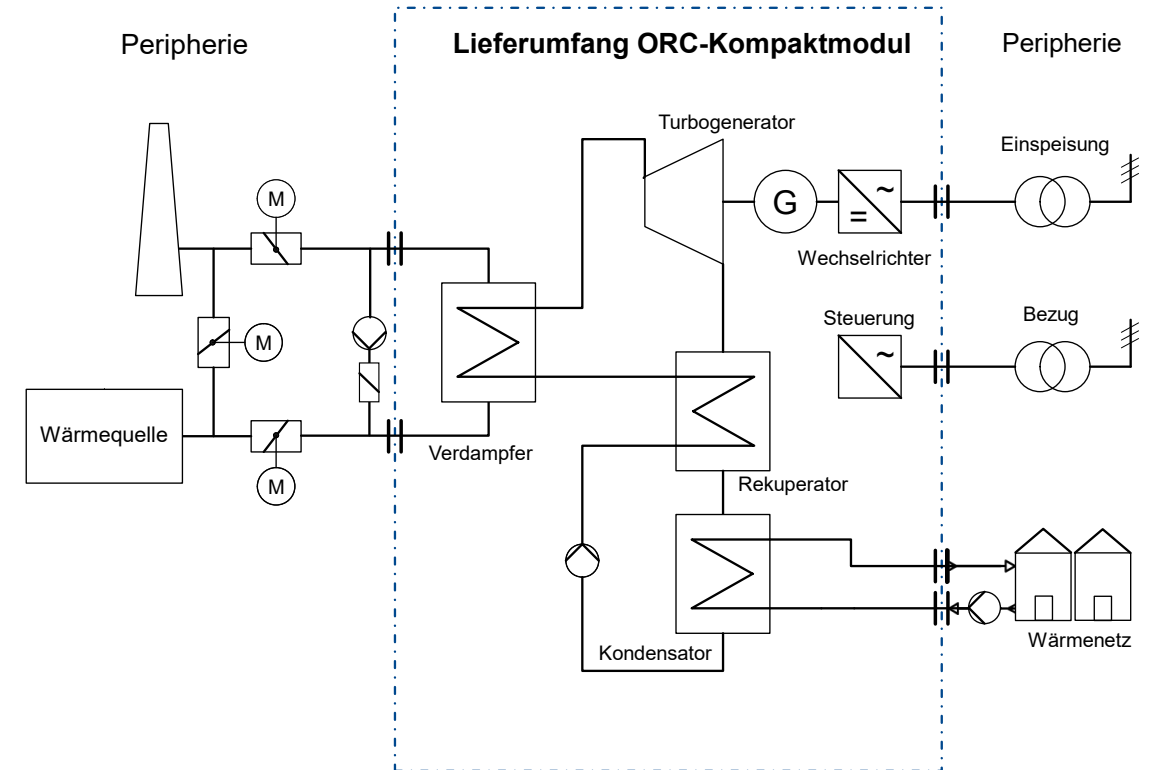 Peripherie
Lieferumfang ORC-Kompaktmodul
Peripherie
Turbogenerator
Einspeisung
M
G
~
=
Wechselrichter
M
Steuerung
Bezug
~
Wärmequelle
Verdampfer
M
Rekuperator
Kondensator
Wärmenetz